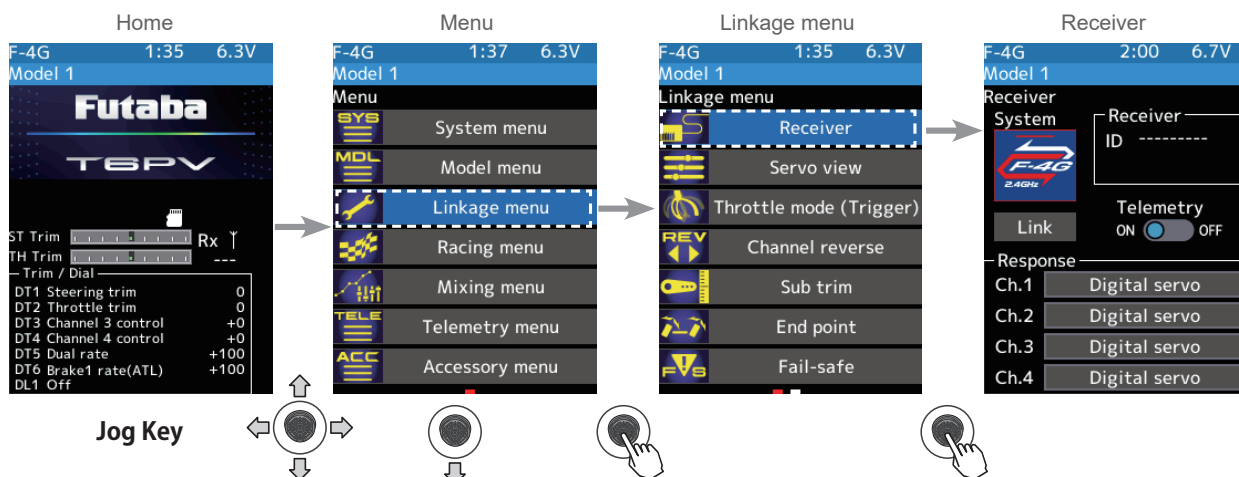 Home
F-4G 1:35 6.3V
Model 1
Futaba
T6PV
ST Trim
TH Trim
Rx
---
Trim / Dial
DT1 Steering trim 0
DT2 Throttle trim 0
DT3 Channel 3 control +0
DT4 Channel 4 control +0
DT5 Dual rate +100
DT6 Brake1 rate(ATL) +100
DL1 Off
Menu
F-4G 1:37 6.3V
Model 1
Menu
SYS System menu
MDL Model menu
Linkage menu
Racing menu
Mixing menu
TELE Telemetry menu
ACC Accessory menu
Linkage menu
F-4G 1:35 6.3V
Model 1
Linkage menu
Receiver
Servo view
Throttle mode (Trigger)
REV Channel reverse
Sub trim
End point
F/S Fail-safe
Receiver
F-4G 2:00 6.7V
Model 1
Receiver
System
F-4G
2.4GHz
Link
Receiver
ID ---------
Telemetry
ON OFF
Response
Ch.1 Digital servo
Ch.2 Digital servo
Ch.3 Digital servo
Ch.4 Digital servo
Jog Key